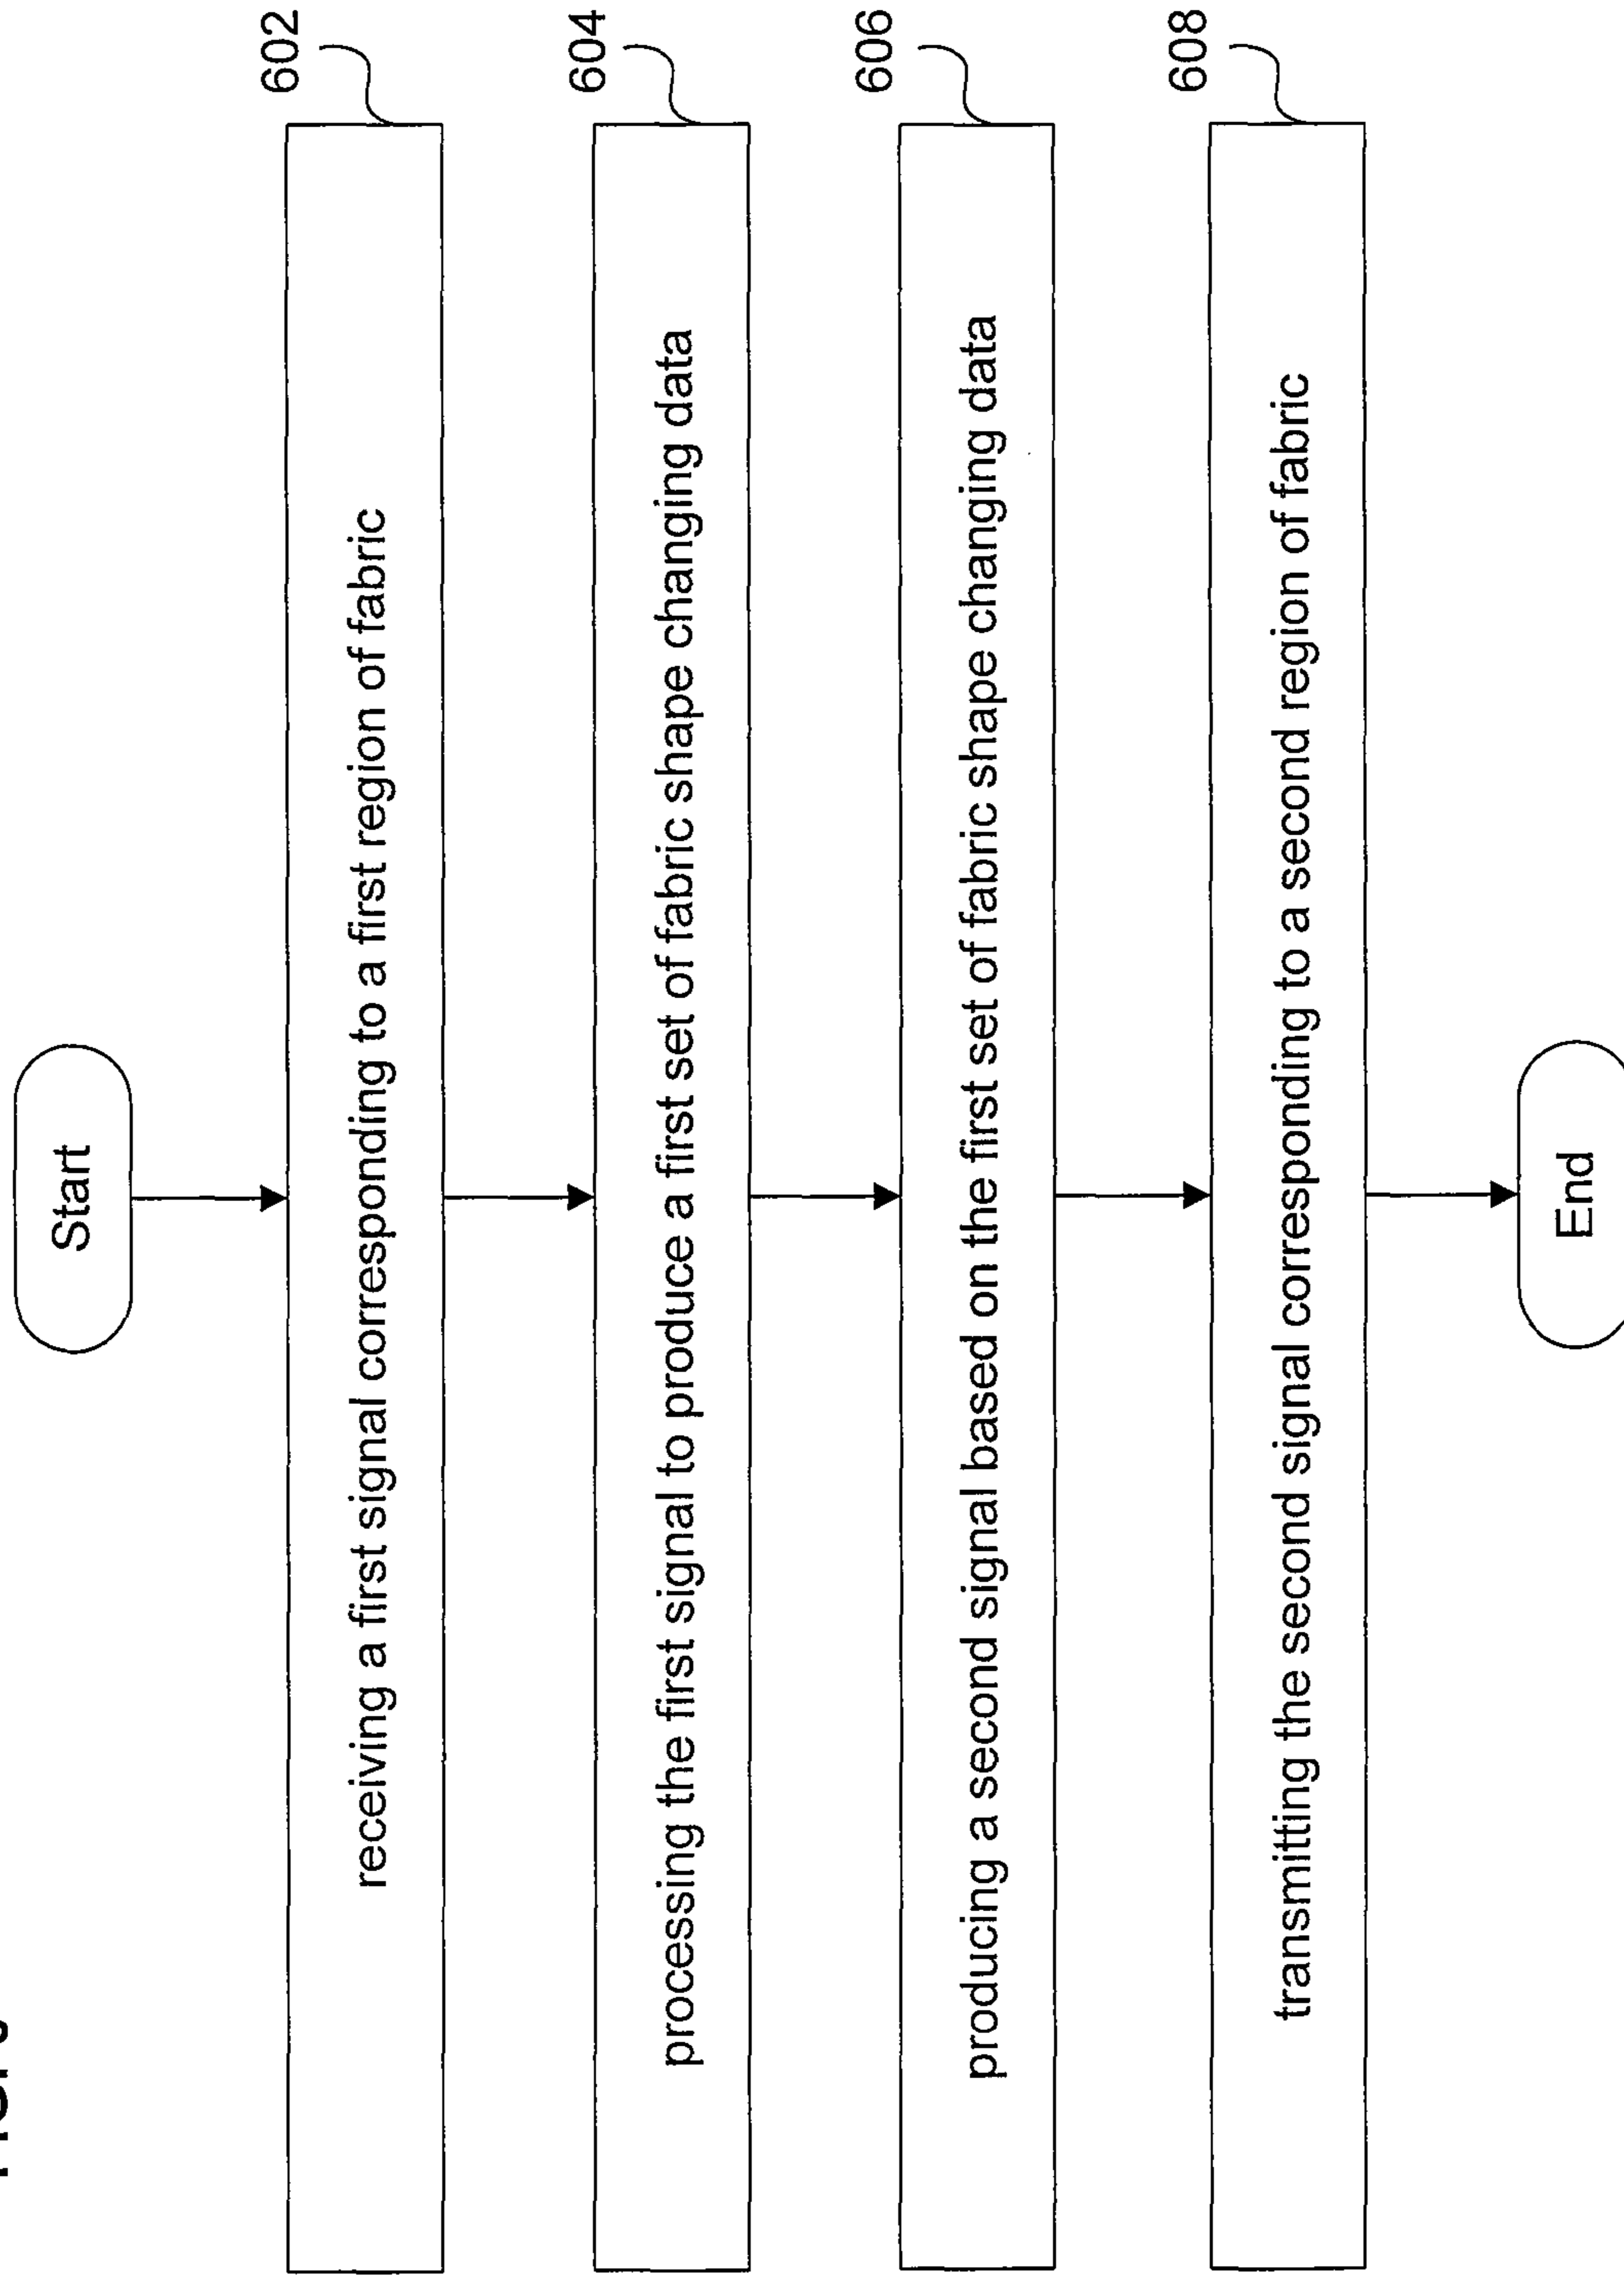 Start
602
receiving a first signal corresponding to a first region of fabric
604
processing the first signal to produce a first set of fabric shape changing data
606
producing a second signal based on the first set of fabric shape changing data
608
transmitting the second signal corresponding to a second region of fabric
End